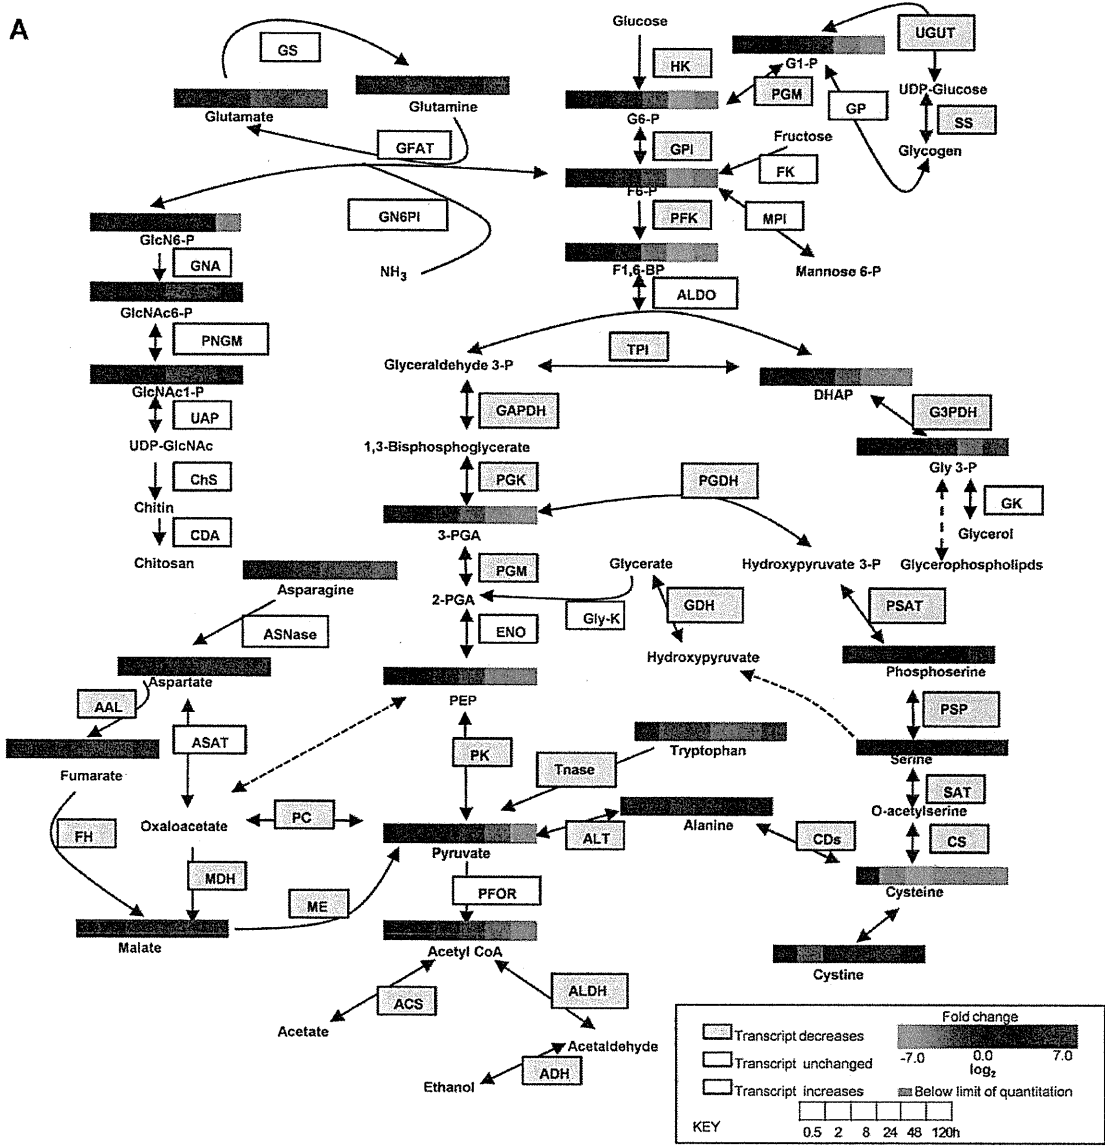 A
Glucose
UGUT
GS
HK
G1-P
PGM
UDP-Glucose
Glutamate
Glutamine
G6-P
GP
SS
GFAT
GPI
Fructose
Glycogen
FK
F6-P
GN6PI
PFK
MPI
GlcN6-P
GNA
NH3
F1,6-BP
Mannose 6-P
ALDO
GlcNAc6-P
PNGM
TPI
Glyceraldehyde 3-P
GlcNAc1-P
DHAP
UAP
GAPDH
G3PDH
UDP-GlcNAc
1,3-Bisphosphoglycerate
Gly 3-P
ChS
PGK
PGDH
GK
Chitin
CDA
3-PGA
Glycerol
Chitosan
PGM
Glycerate
Hydroxypyruvate 3-P
Glycerophospholipds
Asparagine
2-PGA
Gly-K
GDH
PSAT
ASNase
ENO
Hydroxypyruvate
Aspartate
Phosphoserine
AAL
PEP
PSP
ASAT
PK
Tryptophan
Serine
Fumarate
Tnase
SAT
O-acetylserine
Oxaloacetate
PC
Alanine
FH
ALT
CDs
CS
Pyruvate
MDH
PFOR
Cysteine
ME
Malate
Acetyl CoA
Cystine
ACS
ALDH
Acetate
Acetaldehyde
ADH
Ethanol
Fold change
Transcript decreases
-7.0 0.0 7.0
log2
Transcript unchanged
Transcript increases
Below limit of quantitation
KEY
0.5 2 8 24 48 120h